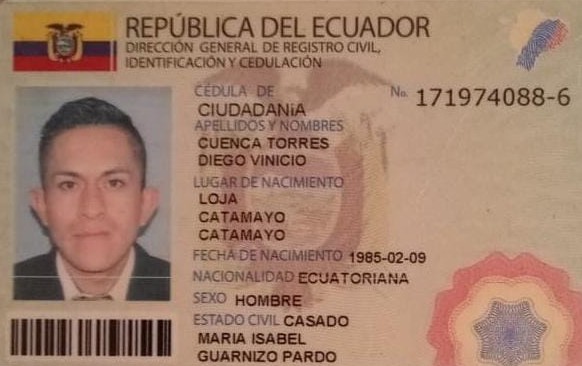 REPÚBLICA DEL ECUADOR
DIRECCIÓN GENERAL DE REGISTRO CIVIL,
IDENTIFICACIÓN Y CEDULACIÓN
CÉDULA DE No. 171974088-6
CIUDADANíA
APELLIDOS Y NOMBRES
CUENCA TORRES
DIEGO VINICIO
LUGAR DE NACIMIENTO
LOJA
CATAMAYO
CATAMAYO
FECHA DE NACIMIENTO 1985-02-09
NACIONALIDAD ECUATORIANA
SEXO HOMBRE
ESTADO CIVIL CASADO
MARIA ISABEL
GUARNIZO PARDO